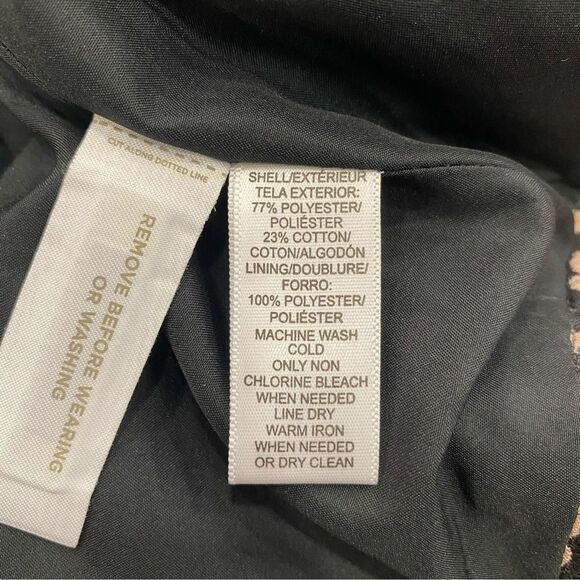 CUT ALONG DOTTED LINE
REMOVE BEFORE WEARING
OR WASHING
SHELL/EXTÉRIEUR
TELA EXTERIOR:
77% POLYESTER/
POLIÉSTER
23% COTTON/
COTON/ALGODÓN
LINING/DOUBLURE/
FORRO:
100% POLYESTER/
POLIÉSTER
MACHINE WASH
COLD
ONLY NON
CHLORINE BLEACH
WHEN NEEDED
LINE DRY
WARM IRON
WHEN NEEDED
OR DRY CLEAN